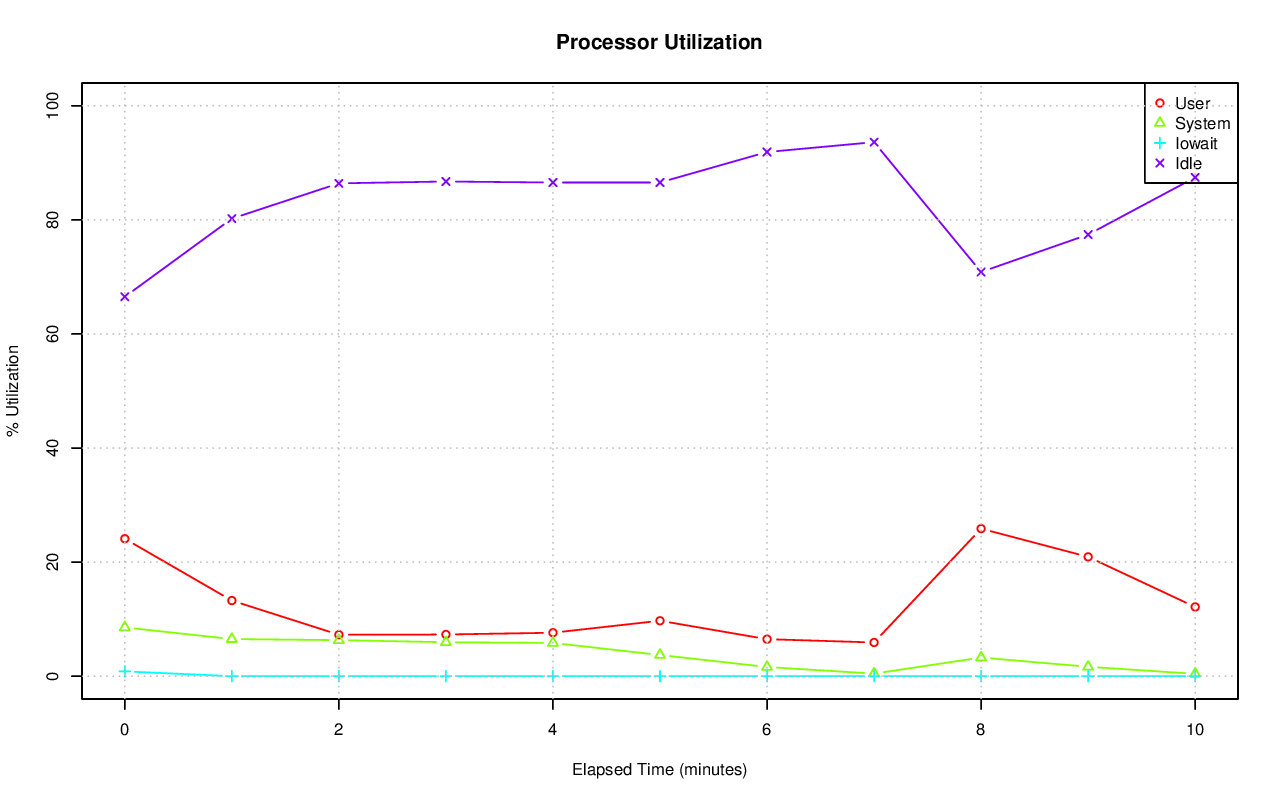 Processor Utilization
100
80
60
40
20
0
% Utilization
User
System
Iowait
Idle
0 2 4 6 8 10
Elapsed Time (minutes)